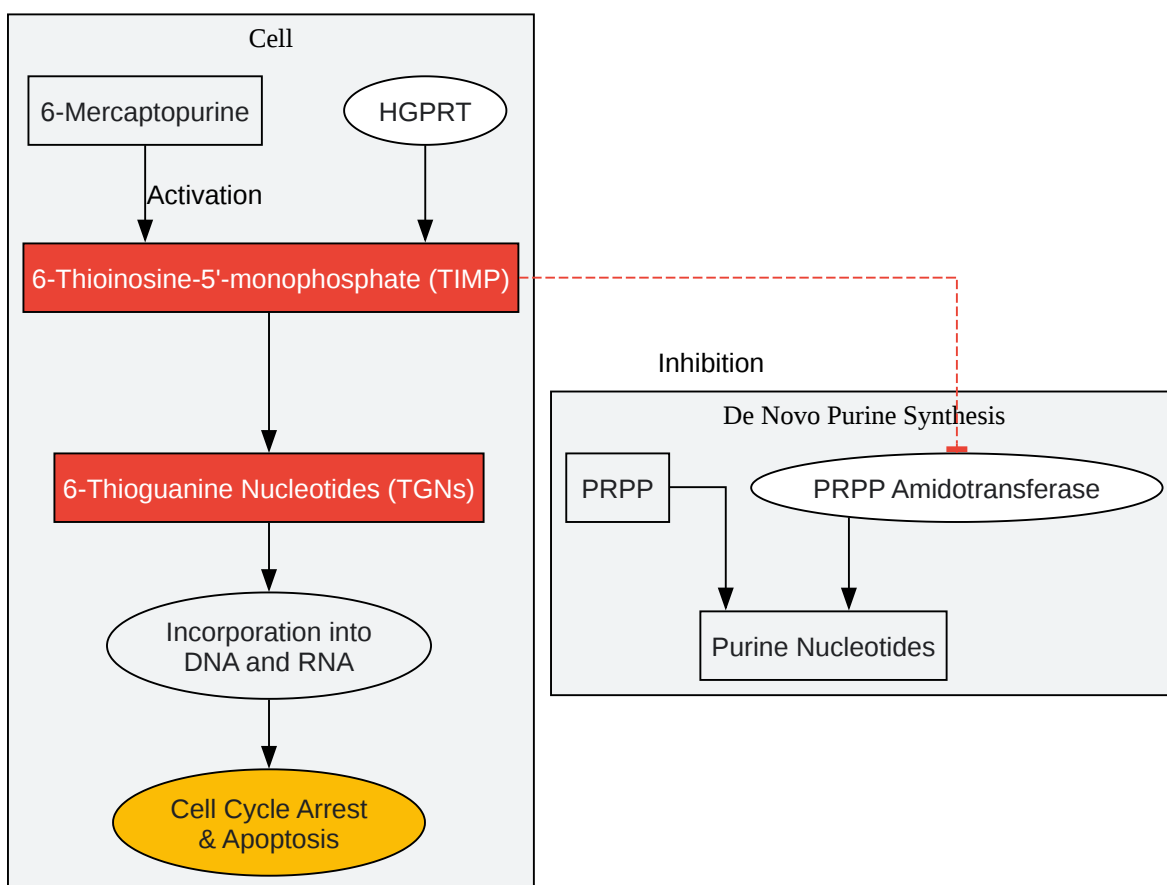 Cell
6-Mercaptopurine
HGPRT
Activation
6-Thioinosine-5'-monophosphate (TIMP)
Inhibition
De Novo Purine Synthesis
6-Thioguanine Nucleotides (TGNs)
PRPP
PRPP Amidotransferase
Incorporation into
DNA and RNA
Purine Nucleotides
Cell Cycle Arrest
& Apoptosis